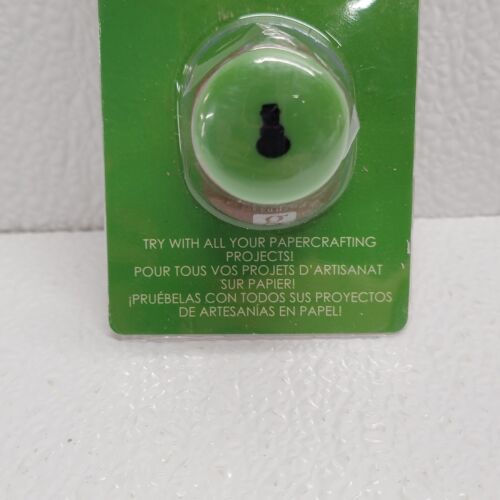 TRY WITH ALL YOUR PAPERCRAFTING
PROJECTS!
POUR TOUS VOS PROJETS D'ARTISANAT
SUR PAPIER!
¡PRUÉBELAS CON TODOS SUS PROYECTOS
DE ARTESANÍAS EN PAPEL!